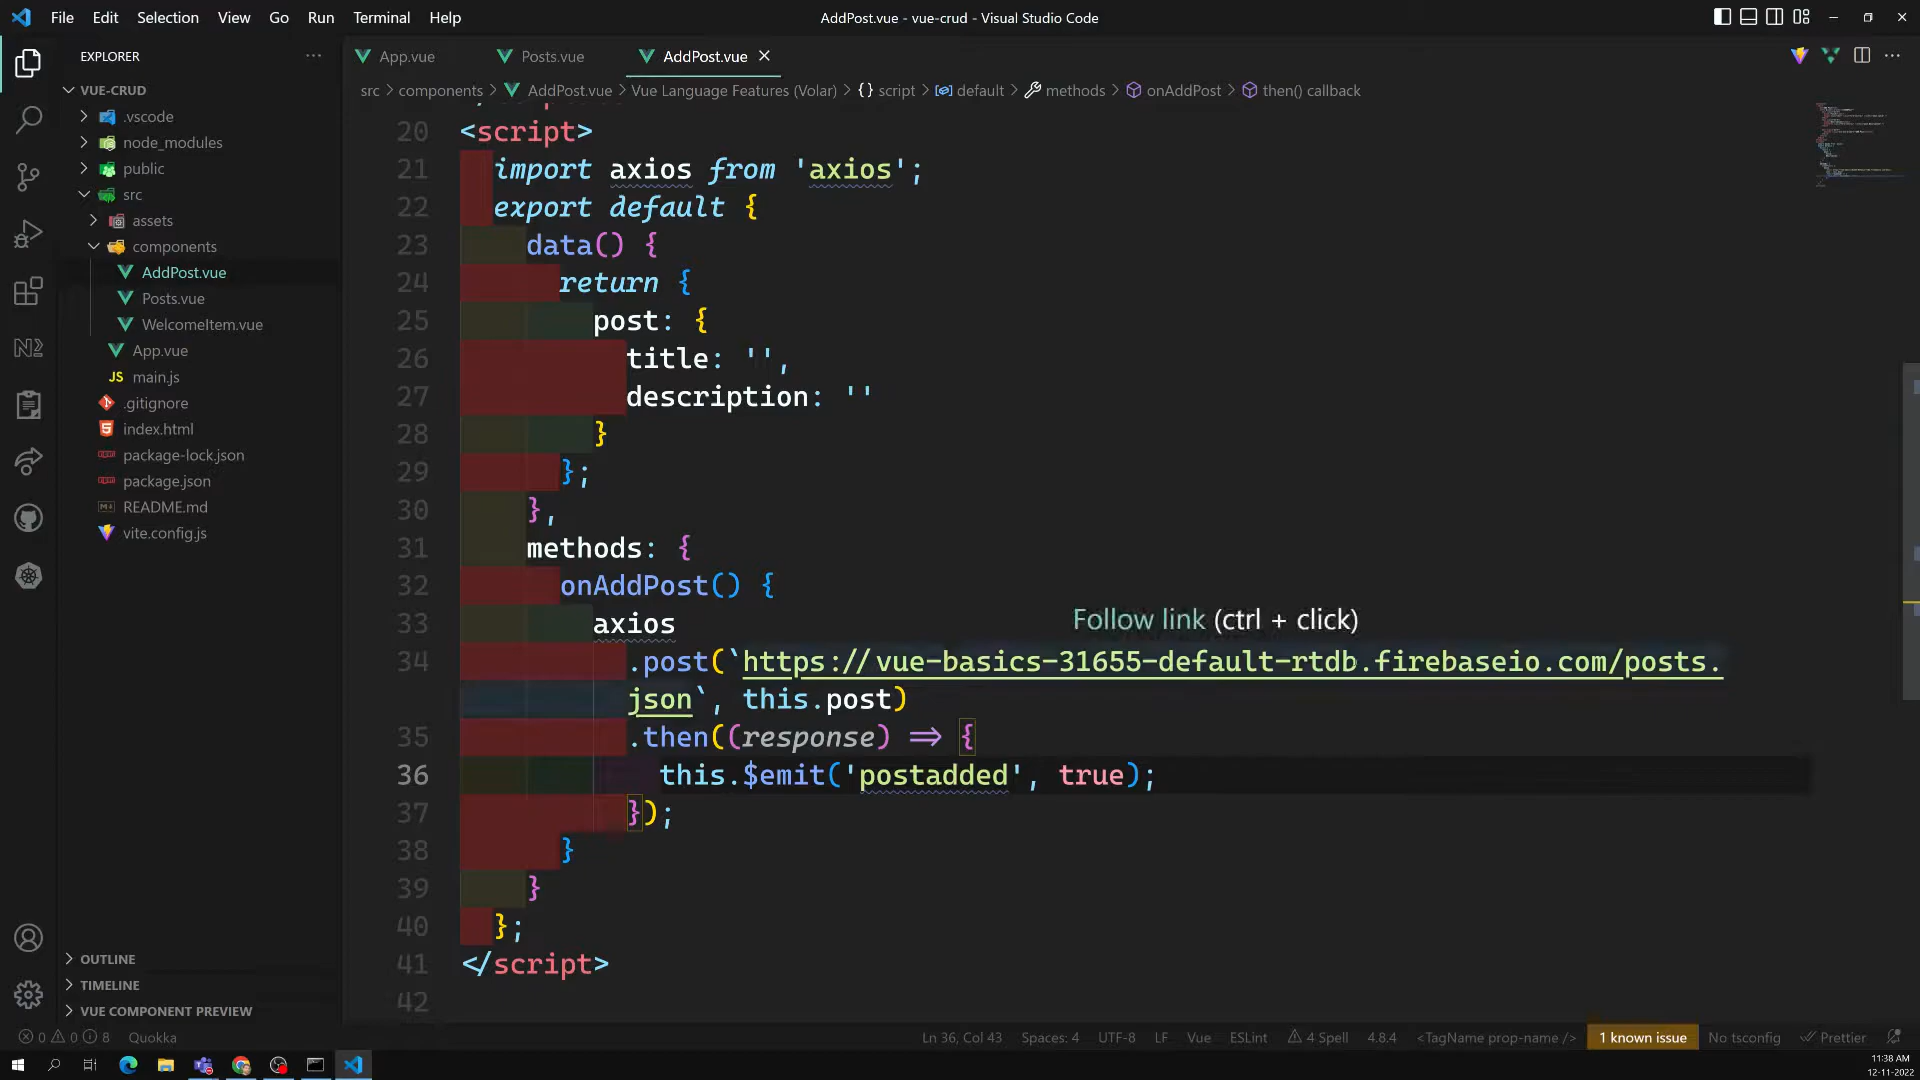 File Edit Selection View Go Run Terminal Help
AddPost.vue - vue-crud - Visual Studio Code
EXPLORER
VUE-CRUD
.vscode
node_modules
public
src
assets
components
AddPost.vue
Posts.vue
WelcomeItem.vue
App.vue
JS main.js
.gitignore
index.html
package-lock.json
package.json
README.md
vite.config.js
OUTLINE
TIMELINE
VUE COMPONENT PREVIEW
App.vue Posts.vue AddPost.vue
src > components > AddPost.vue > Vue Language Features (Volar) > {} script > default > methods > onAddPost > then() callback
20 <script>
21 import axios from 'axios';
22 export default {
23 data() {
24 return {
25 post: {
26 title: '',
27 description: ''
28 }
29 };
30 },
31 methods: {
32 onAddPost() {
33 axios
Follow link (ctrl + click)
34 .post(`https://vue-basics-31655-default-rtdb.firebaseio.com/posts.
json`, this.post)
35 .then((response) => {
36 this.$emit('postadded', true);
37 });
38 }
39 }
40 };
41 </script>
42
0 0 8 Quokka
Ln 36, Col 43 Spaces: 4 UTF-8 LF Vue ESLint 4 Spell 4.8.4 <TagName prop-name /> 1 known issue No tsconfig Prettier
11:38 AM
12-11-2022